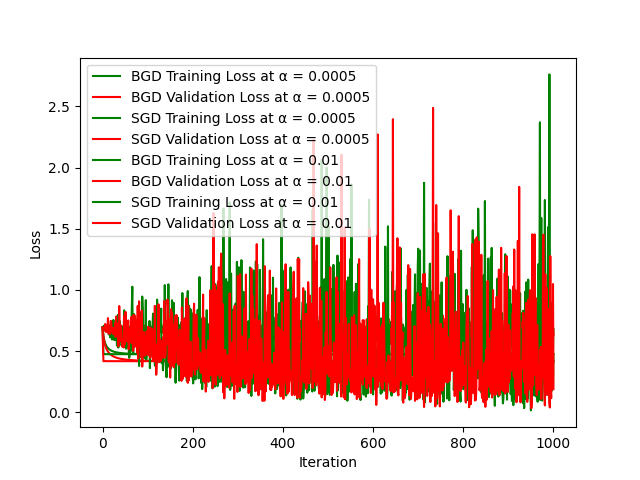 BGD Training Loss at α = 0.0005
BGD Validation Loss at α = 0.0005
SGD Training Loss at α = 0.0005
SGD Validation Loss at α = 0.0005
BGD Training Loss at α = 0.01
BGD Validation Loss at α = 0.01
SGD Training Loss at α = 0.01
SGD Validation Loss at α = 0.01
2.5
2.0
1.5
1.0
0.5
0.0
Loss
0 200 400 600 800 1000
Iteration